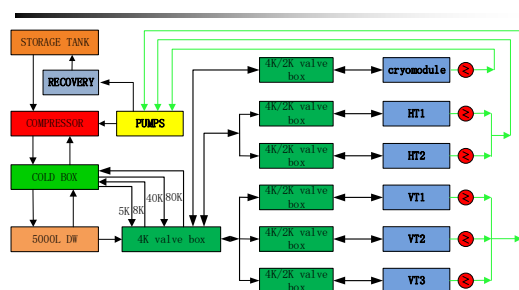 STORAGE TANK
RECOVERY
COMPRESSOR
PUMPS
COLD BOX
5K
8K
40K
80K
5000L DW
4K valve box
4K/2K valve
box
cryomodule
4K/2K valve
box
HT1
4K/2K valve
box
HT2
4K/2K valve
box
VT1
4K/2K valve
box
VT2
4K/2K valve
box
VT3